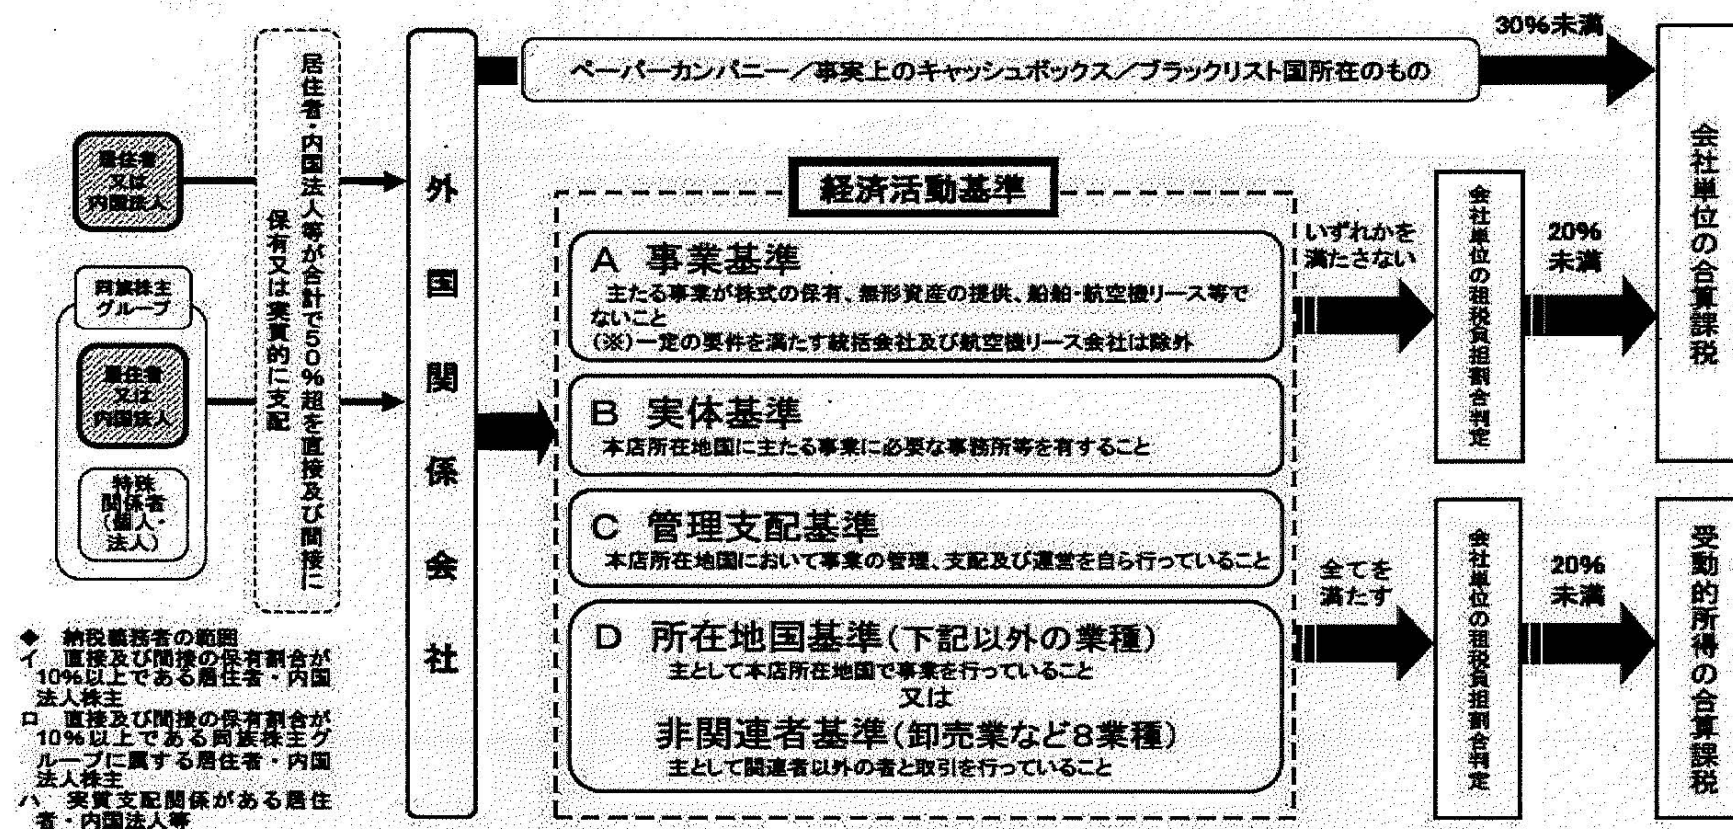 居住者
又は
内国法人
同族株主
グループ
居住者
又は
内国法人
特殊
関係者
(個人・
法人)
居住者・内国法人等が合計で50%超を直接及び間接に
保有又は実質的に支配
◆ 納税義務者の範囲
イ 直接及び間接の保有割合が
10%以上である居住者・内国
法人株主
ロ 直接及び間接の保有割合が
10%以上である同族株主グ
ループに属する居住者・内国
法人株主
ハ 実質支配関係がある居住
者・内国法人等
外国関係会社
ペーパーカンパニー/事実上のキャッシュボックス/ブラックリスト国所在のもの
30%未満
経済活動基準
A 事業基準
主たる事業が株式の保有、無形資産の提供、船舶・航空機リース等で
ないこと
(※)一定の要件を満たす統括会社及び航空機リース会社は除外
B 実体基準
本店所在地国に主たる事業に必要な事務所等を有すること
C 管理支配基準
本店所在地国において事業の管理、支配及び運営を自ら行っていること
D 所在地国基準(下記以外の業種)
主として本店所在地国で事業を行っていること
又は
非関連者基準(卸売業など8業種)
主として関連者以外の者と取引を行っていること
いずれかを
満たさない
会社単位の租税負担割合判定
20%
未満
会社単位の合算課税
全てを
満たす
会社単位の租税負担割合判定
20%
未満
受動的所得の合算課税